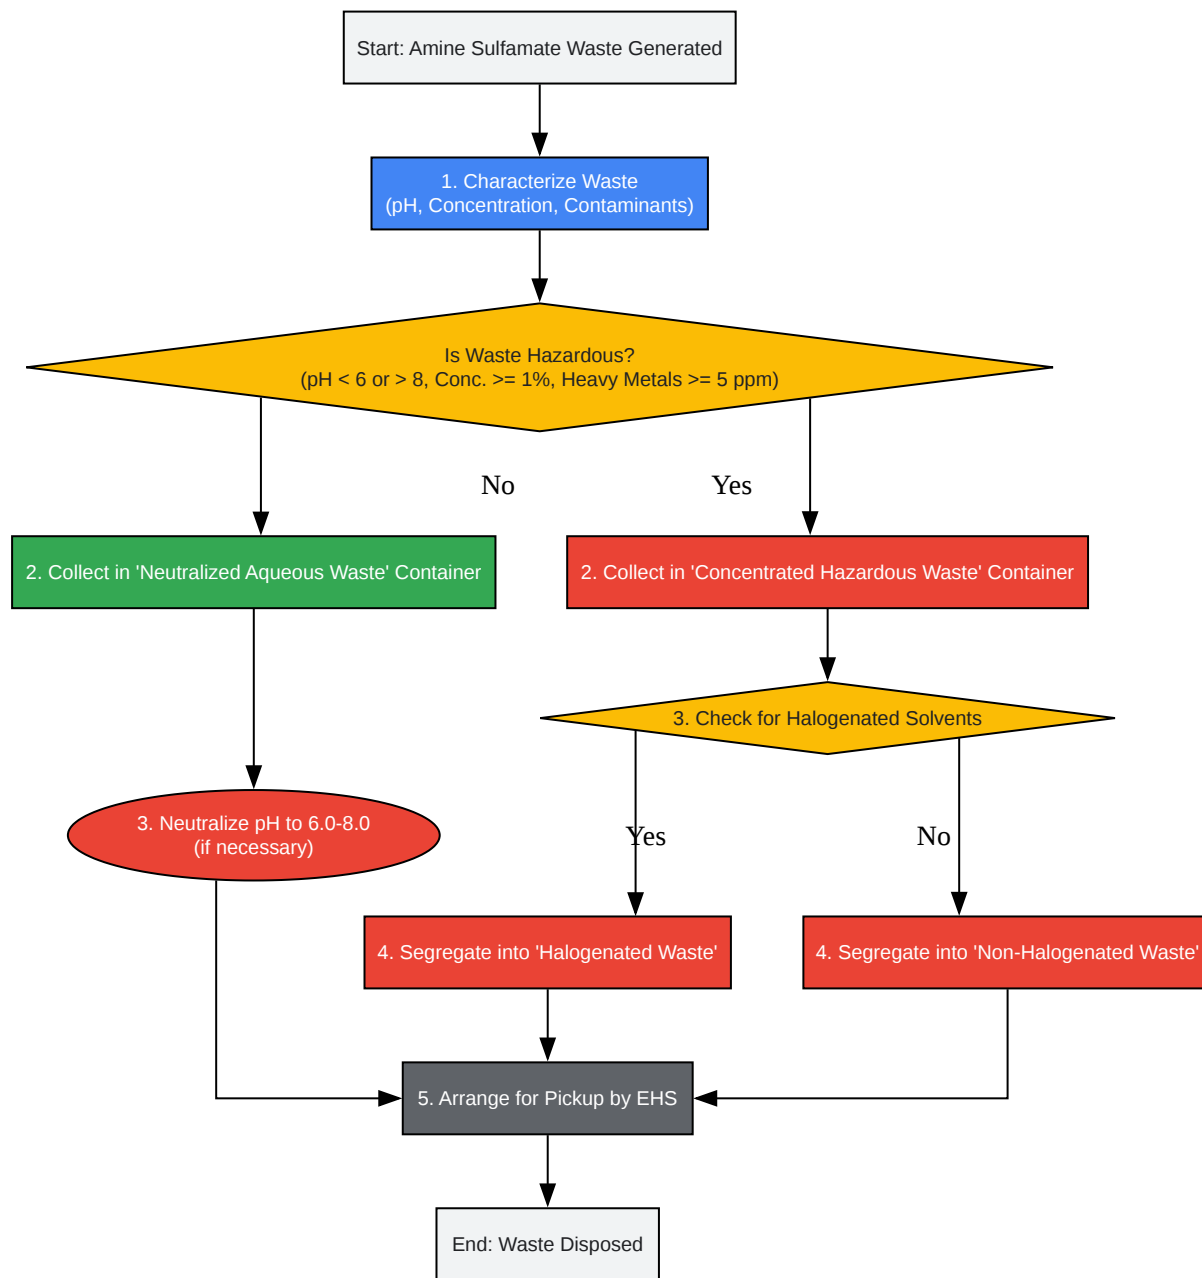 Start: Amine Sulfamate Waste Generated
1. Characterize Waste
(pH, Concentration, Contaminants)
Is Waste Hazardous?
(pH < 6 or > 8, Conc. >= 1%, Heavy Metals >= 5 ppm)
No
Yes
2. Collect in 'Neutralized Aqueous Waste' Container
2. Collect in 'Concentrated Hazardous Waste' Container
3. Check for Halogenated Solvents
3. Neutralize pH to 6.0-8.0
(if necessary)
Yes
No
4. Segregate into 'Halogenated Waste'
4. Segregate into 'Non-Halogenated Waste'
5. Arrange for Pickup by EHS
End: Waste Disposed